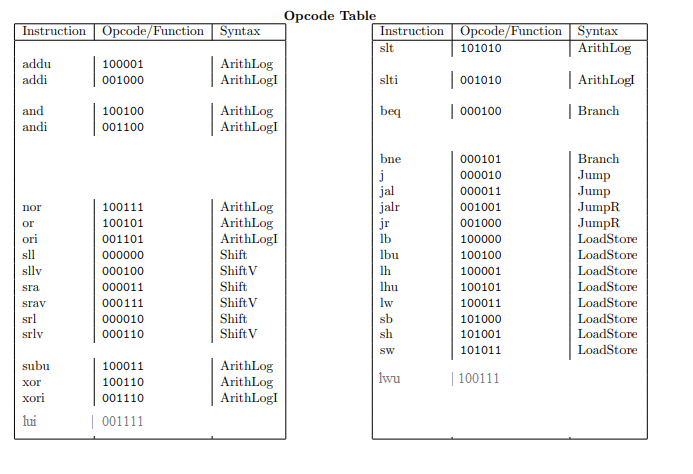 Opcode Table
Instruction Opcode/Function Syntax
addu 100001 ArithLog
addi 001000 ArithLogI
and 100100 ArithLog
andi 001100 ArithLogI
nor 100111 ArithLog
or 100101 ArithLog
ori 001101 ArithLogI
sll 000000 Shift
sllv 000100 ShiftV
sra 000011 Shift
srav 000111 ShiftV
srl 000010 Shift
srlv 000110 ShiftV
subu 100011 ArithLog
xor 100110 ArithLog
xori 001110 ArithLogI
lui 001111
Instruction Opcode/Function Syntax
slt 101010 ArithLog
slti 001010 ArithLogI
beq 000100 Branch
bne 000101 Branch
j 000010 Jump
jal 000011 Jump
jalr 001001 JumpR
jr 001000 JumpR
lb 100000 LoadStore
lbu 100100 LoadStore
lh 100001 LoadStore
lhu 100101 LoadStore
lw 100011 LoadStore
sb 101000 LoadStore
sh 101001 LoadStore
sw 101011 LoadStore
lwu 100111